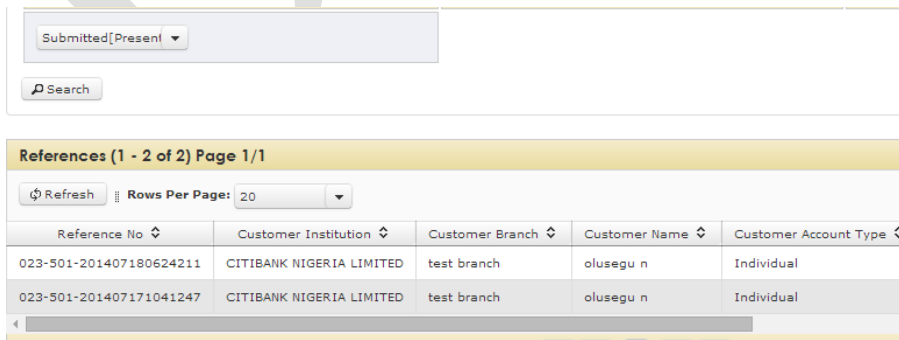 Submitted[Present
Search
References (1 - 2 of 2) Page 1/1
Refresh Rows Per Page: 20
Reference No Customer Institution Customer Branch Customer Name Customer Account Type
023-501-201407180624211 CITIBANK NIGERIA LIMITED test branch olusegu n Individual
023-501-201407171041247 CITIBANK NIGERIA LIMITED test branch olusegu n Individual